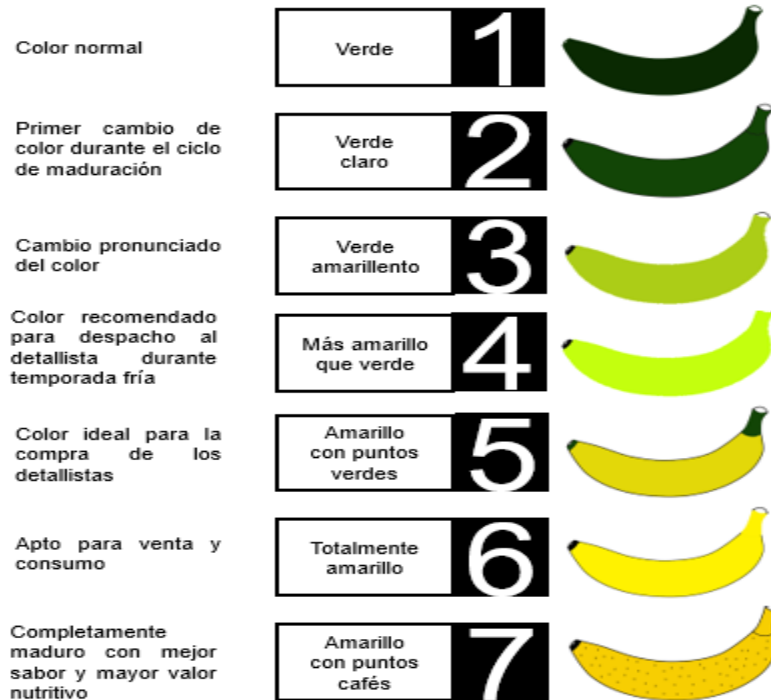 Color normal
Verde
1
Primer cambio de
color durante el ciclo
de maduración
Verde
claro
2
Cambio pronunciado
del color
Verde
amarillento
3
Color recomendado
para despacho al
detallista durante
temporada fría
Más amarillo
que verde
4
Color ideal para la
compra de los
detallistas
Amarillo
con puntos
verdes
5
Apto para venta y
consumo
Totalmente
amarillo
6
Completamente
maduro con mejor
sabor y mayor valor
nutritivo
Amarillo
con puntos
cafés
7